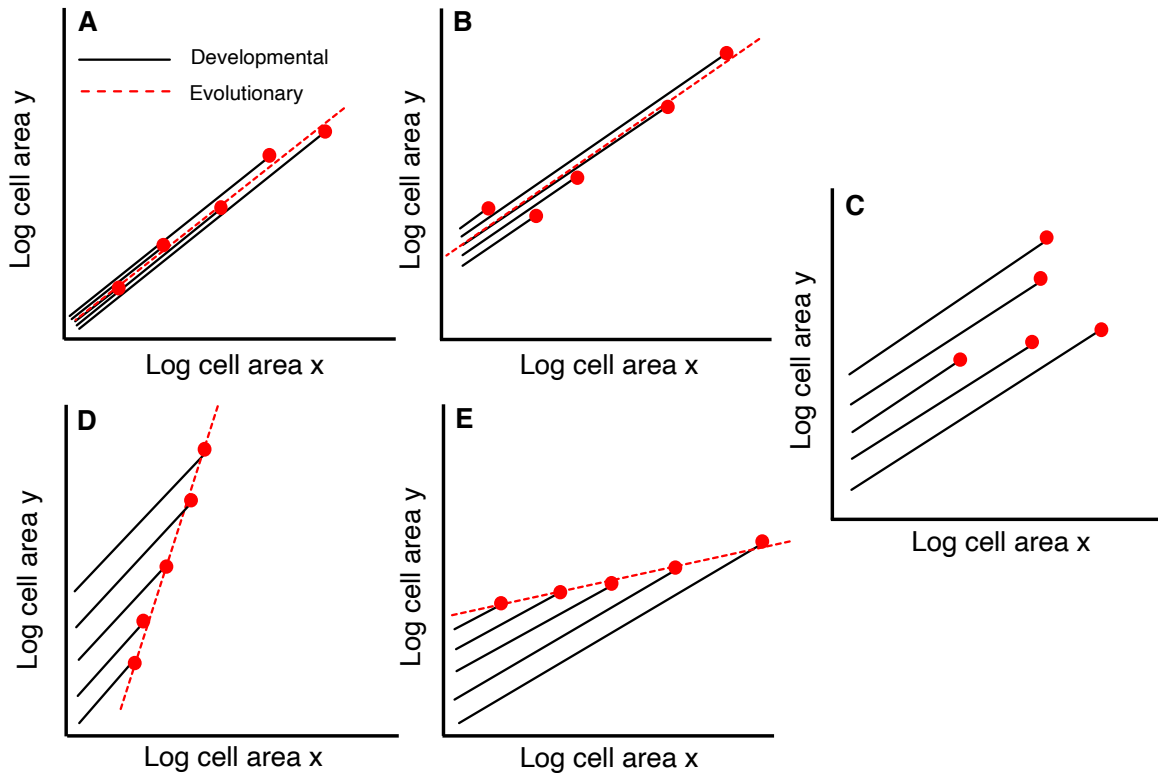 A
Developmental
Evolutionary
Log cell area y
Log cell area x
B
Log cell area y
Log cell area x
C
Log cell area y
Log cell area x
D
Log cell area y
Log cell area x
E
Log cell area y
Log cell area x